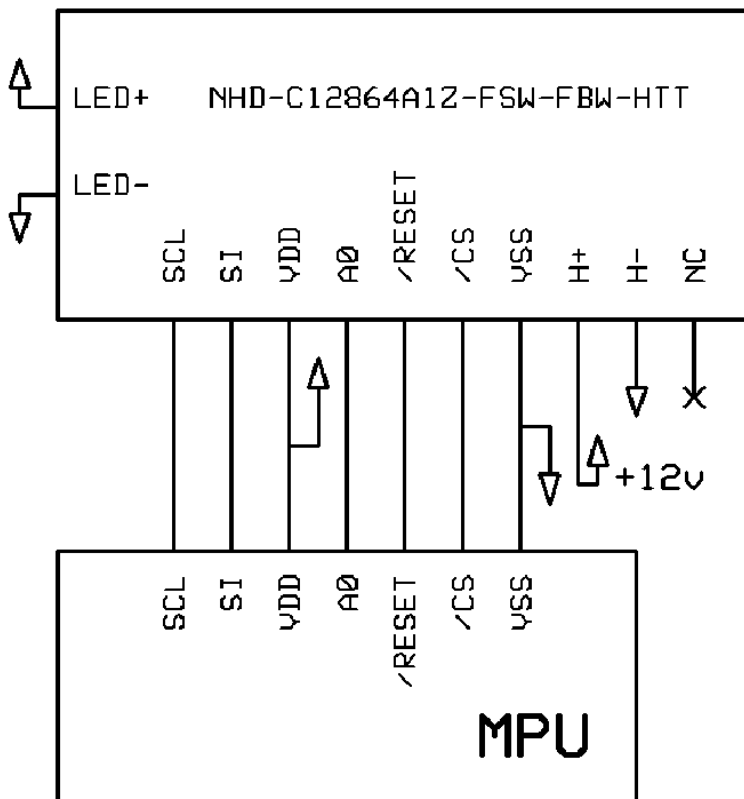 LED+ NHD-C12864A1Z-FSW-FBW-HTT
LED-
SCL
SI
VDD
A0
/RESET
/CS
VSS
H+
H-
NC
+12v
SCL
SI
VDD
A0
/RESET
/CS
VSS
MPU